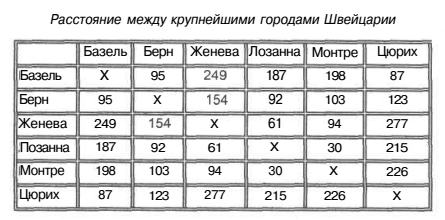 Расстояние между крупнейшими городами Швейцарии
Базель Берн Женева Лозанна Монтре Цюрих
Базель X 95 249 187 198 87
Берн 95 X 154 92 103 123
Женева 249 154 X 61 94 277
Лозанна 187 92 61 X 30 215
Монтре 198 103 94 30 X 226
Цюрих 87 123 277 215 226 X